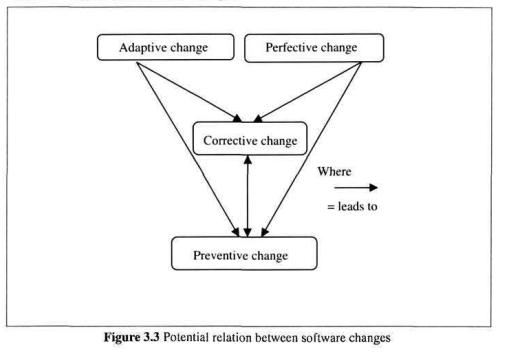 Adaptive change
Perfective change
Corrective change
Where
= leads to
Preventive change
Figure 3.3 Potential relation between software changes